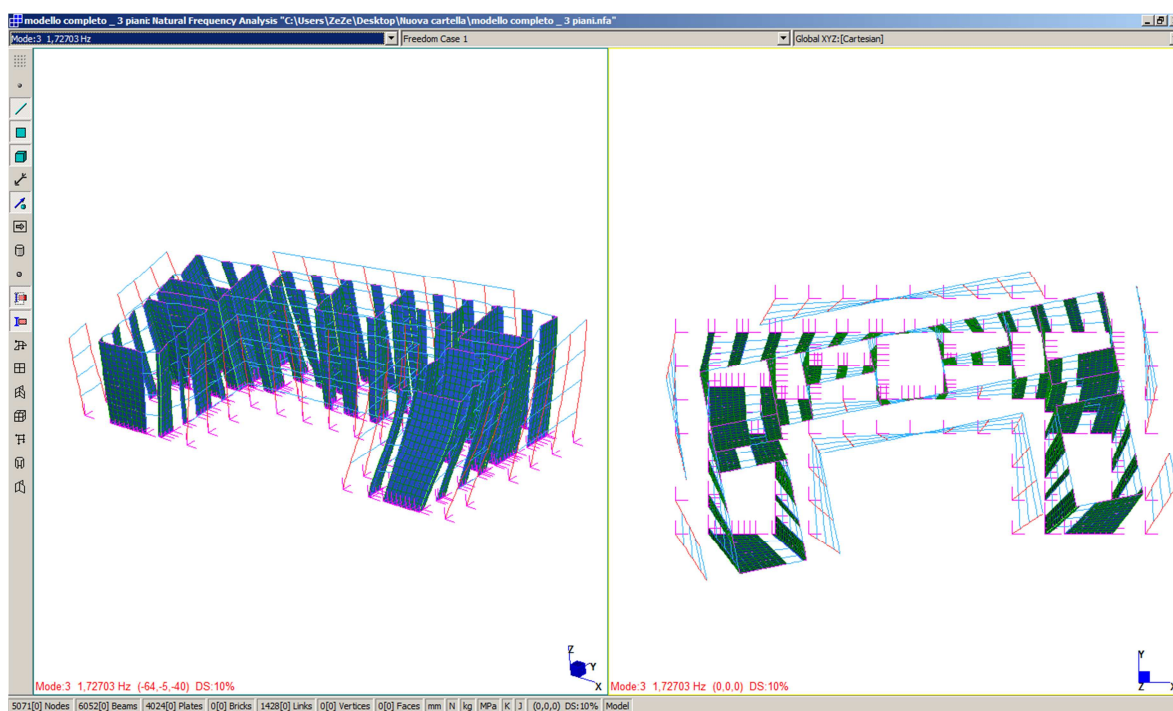 modello completo _ 3 piani: Natural Frequency Analysis "C:\Users\ZeZe\Desktop\Nuova cartella\modello completo _ 3 piani.nfa"
Mode:3 1,72703 Hz
Freedom Case 1
Global XYZ:[Cartesian]
Z
Y
X
Y
Z
X
Mode:3 1,72703 Hz (-64,-5,-40) DS:10%
Mode:3 1,72703 Hz (0,0,0) DS:10%
5071[0] Nodes 6052[0] Beams 4024[0] Plates 0[0] Bricks 1428[0] Links 0[0] Vertices 0[0] Faces mm N kg MPa K J (0,0,0) DS:10% Model